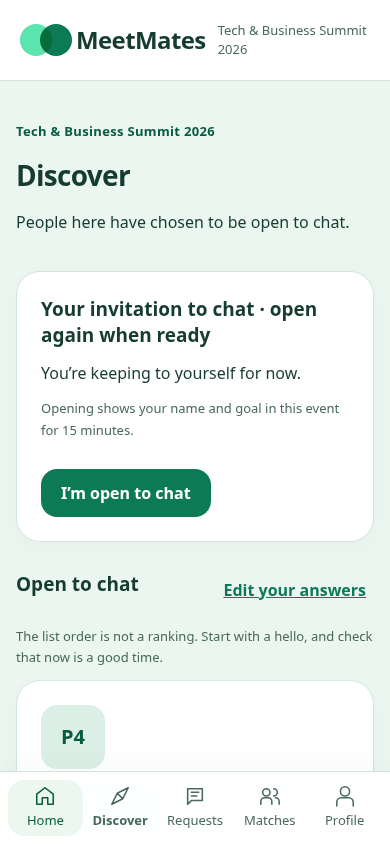 MeetMates
Tech & Business Summit
2026
Tech & Business Summit 2026
Discover
People here have chosen to be open to chat.
Your invitation to chat · open
again when ready
You’re keeping to yourself for now.
Opening shows your name and goal in this event
for 15 minutes.
I’m open to chat
Open to chat
Edit your answers
The list order is not a ranking. Start with a hello, and check
that now is a good time.
P4
Home
Discover
Requests
Matches
Profile